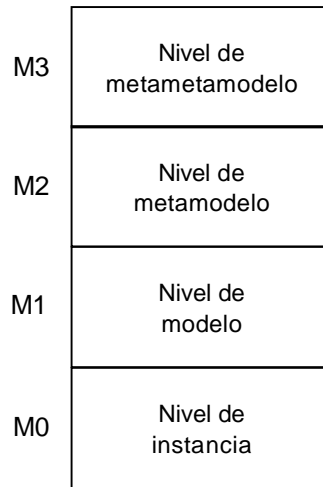 M3
Nivel de
metametamodelo
M2
Nivel de
metamodelo
M1
Nivel de
modelo
M0
Nivel de
instancia